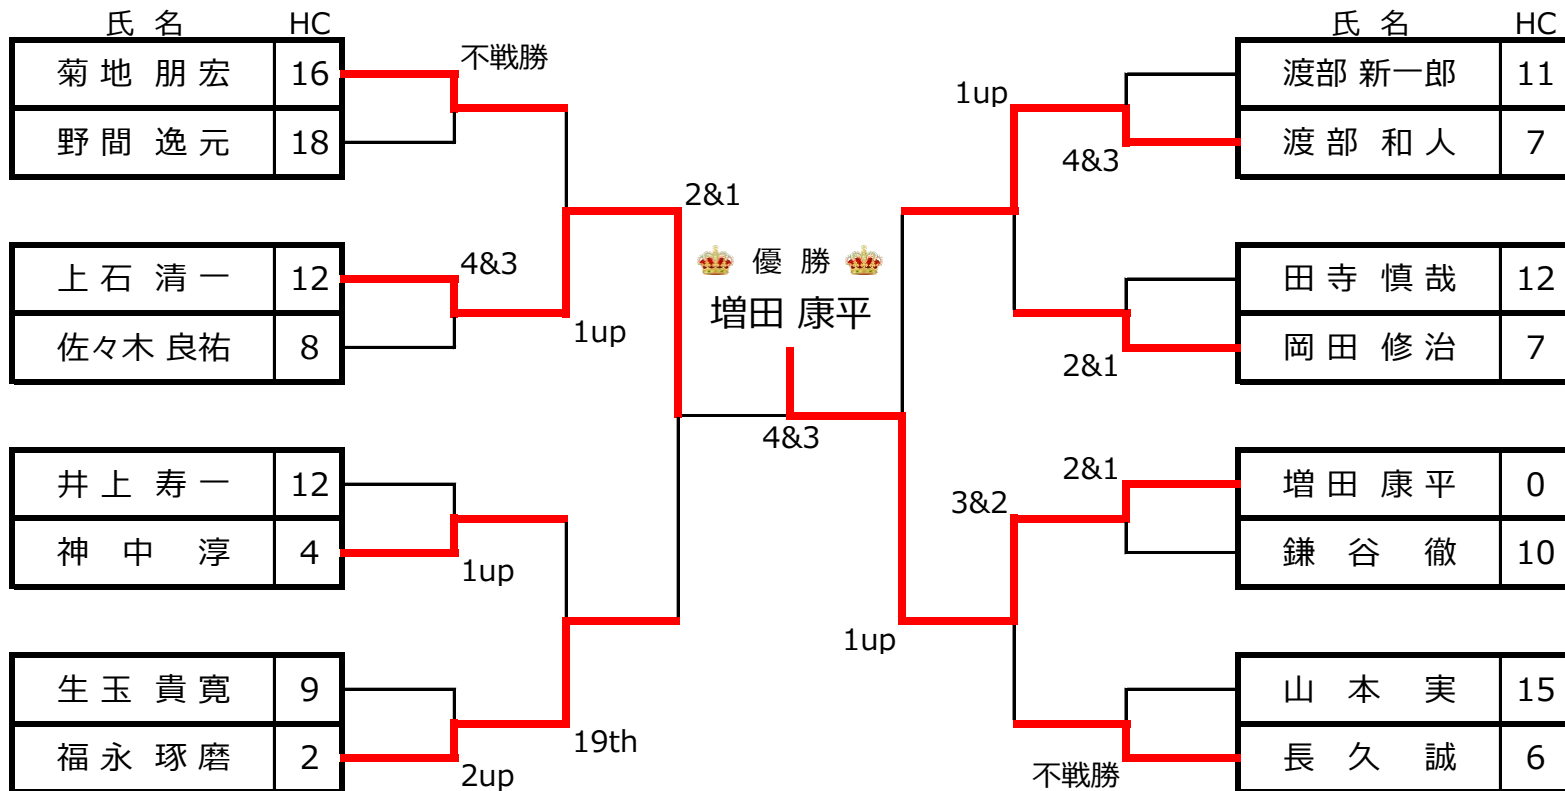 氏 名 HC
菊 地 朋 宏 16
野 間 逸 元 18
不戦勝
上 石 清 一 12
佐々木 良祐 8
4&3
1up
2&1
井 上 寿 一 12
神 中 淳 4
1up
生 玉 貴 寛 9
福 永 琢 磨 2
2up
19th
優 勝
増田 康平
4&3
氏 名 HC
渡部 新一郎 11
渡 部 和 人 7
1up
4&3
田 寺 慎 哉 12
岡 田 修 治 7
2&1
増 田 康 平 0
鎌 谷 徹 10
2&1
3&2
1up
山 本 実 15
長 久 誠 6
不戦勝